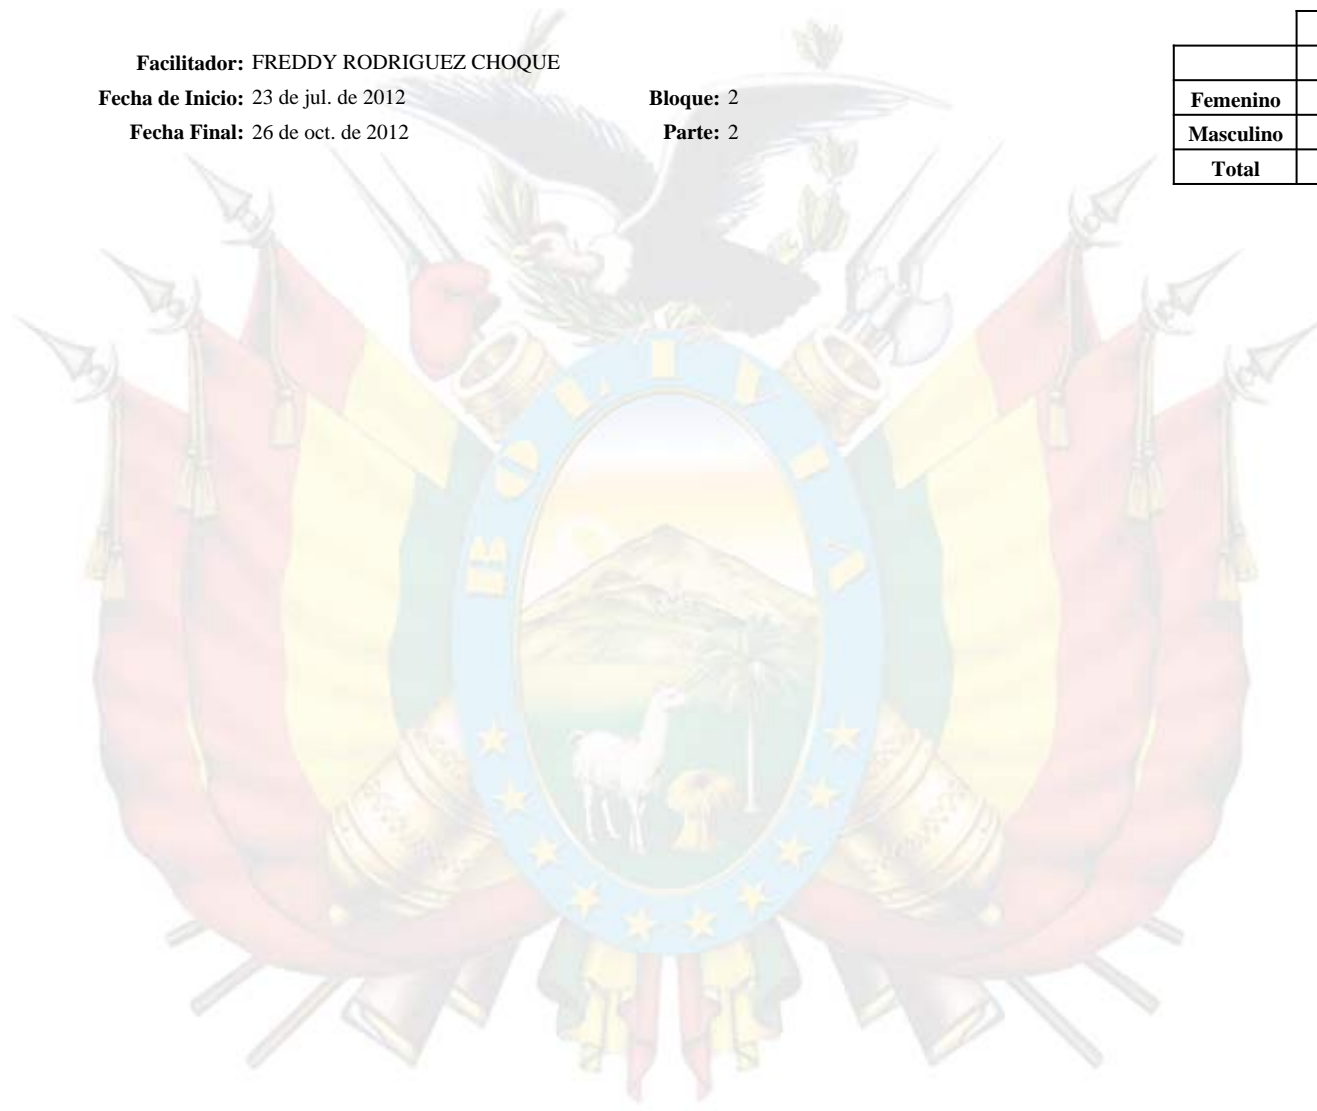 Facilitador: FREDDY RODRIGUEZ CHOQUE
Fecha de Inicio: 23 de jul. de 2012 Bloque: 2
Fecha Final: 26 de oct. de 2012 Parte: 2
Femenino
Masculino
Total
BOLIVIA